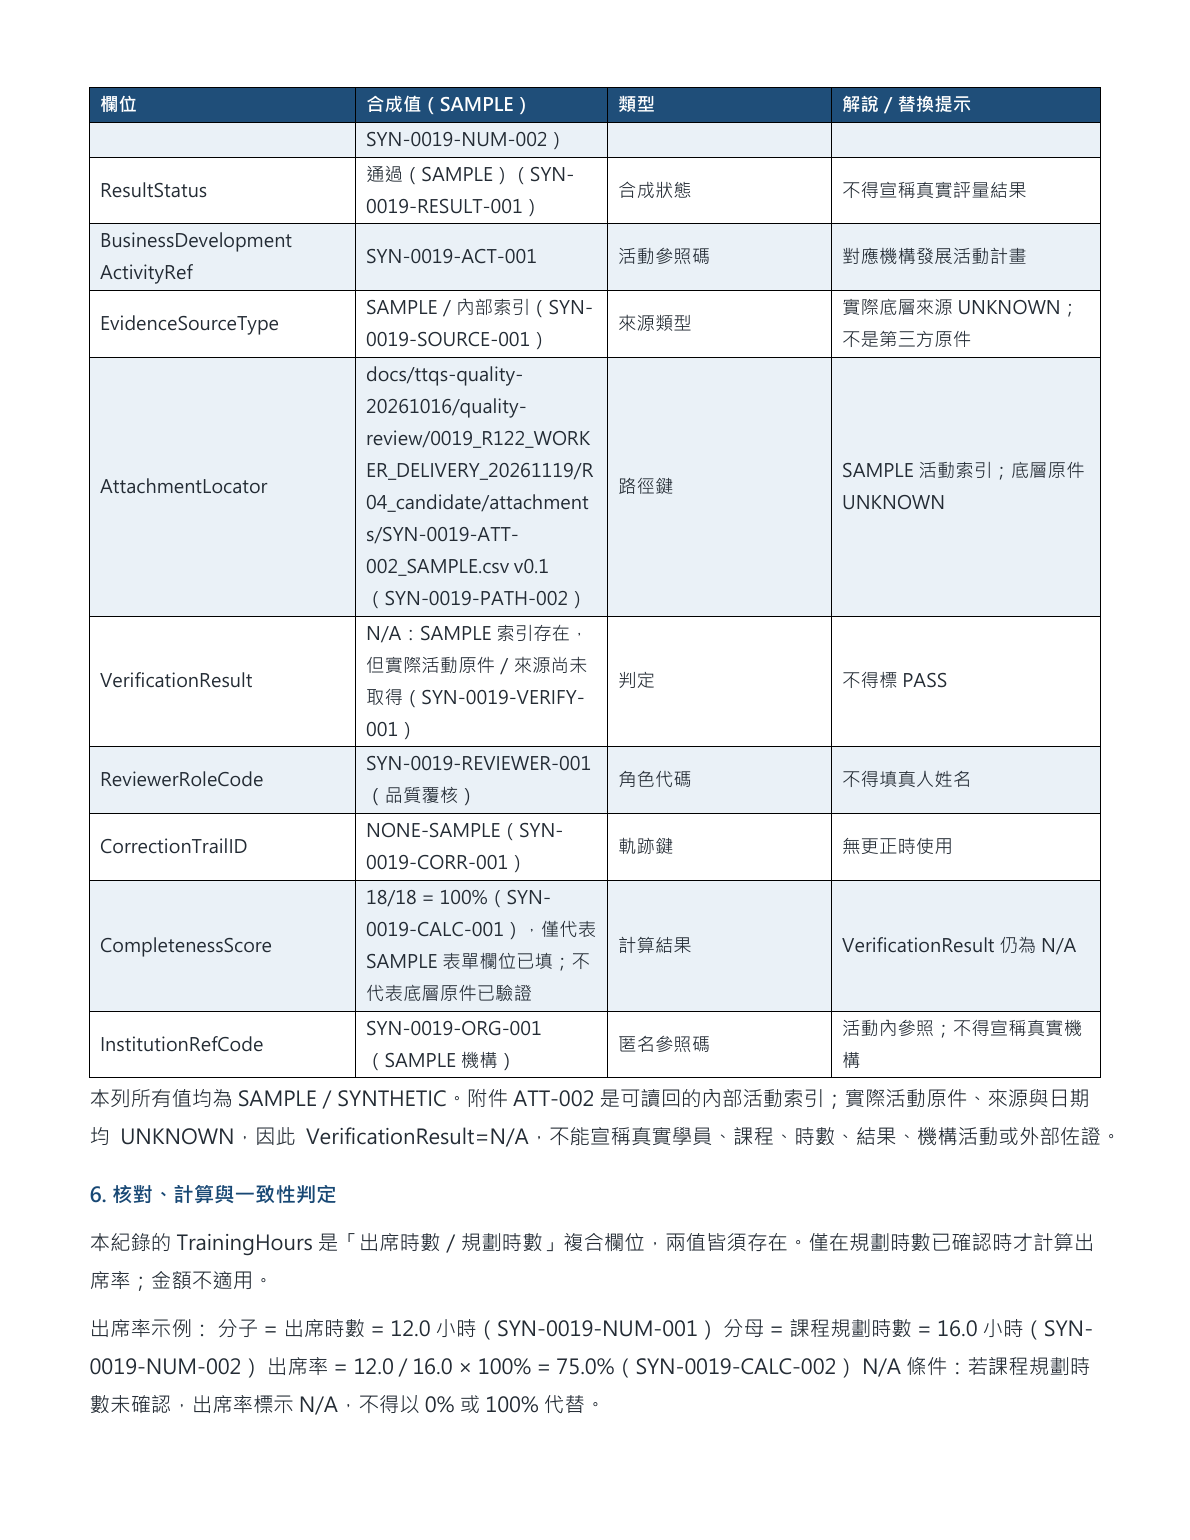 欄位 合成值（SAMPLE） 類型 解說／替換提示
SYN-0019-NUM-002）
ResultStatus 通過（SAMPLE）（SYN-
0019-RESULT-001） 合成狀態 不得宣稱真實評量結果
BusinessDevelopment
ActivityRef SYN-0019-ACT-001 活動參照碼 對應機構發展活動計畫
EvidenceSourceType SAMPLE／內部索引（SYN-
0019-SOURCE-001） 來源類型 實際底層來源 UNKNOWN；
不是第三方原件
AttachmentLocator docs/ttqs-quality-
20261016/quality-
review/0019_R122_WORK
ER_DELIVERY_20261119/R
04_candidate/attachment
s/SYN-0019-ATT-
002_SAMPLE.csv v0.1
（SYN-0019-PATH-002） 路徑鍵 SAMPLE 活動索引；底層原件
UNKNOWN
VerificationResult N/A：SAMPLE 索引存在，
但實際活動原件／來源尚未
取得（SYN-0019-VERIFY-
001） 判定 不得標 PASS
ReviewerRoleCode SYN-0019-REVIEWER-001
（品質覆核） 角色代碼 不得填真人姓名
CorrectionTrailID NONE-SAMPLE（SYN-
0019-CORR-001） 軌跡鍵 無更正時使用
CompletenessScore 18/18 = 100%（SYN-
0019-CALC-001），僅代表
SAMPLE 表單欄位已填；不
代表底層原件已驗證 計算結果 VerificationResult 仍為 N/A
InstitutionRefCode SYN-0019-ORG-001
（SAMPLE 機構） 匿名參照碼 活動內參照；不得宣稱真實機
構
本列所有值均為 SAMPLE／SYNTHETIC。附件 ATT-002 是可讀回的內部活動索引；實際活動原件、來源與日期
均 UNKNOWN，因此 VerificationResult=N/A，不能宣稱真實學員、課程、時數、結果、機構活動或外部佐證。
6. 核對、計算與一致性判定
本紀錄的 TrainingHours 是「出席時數／規劃時數」複合欄位，兩值皆須存在。僅在規劃時數已確認時才計算出
席率；金額不適用。
出席率示例： 分子 = 出席時數 = 12.0 小時（SYN-0019-NUM-001） 分母 = 課程規劃時數 = 16.0 小時（SYN-
0019-NUM-002） 出席率 = 12.0 / 16.0 × 100% = 75.0%（SYN-0019-CALC-002） N/A 條件：若課程規劃時
數未確認，出席率標示 N/A，不得以 0% 或 100% 代替。